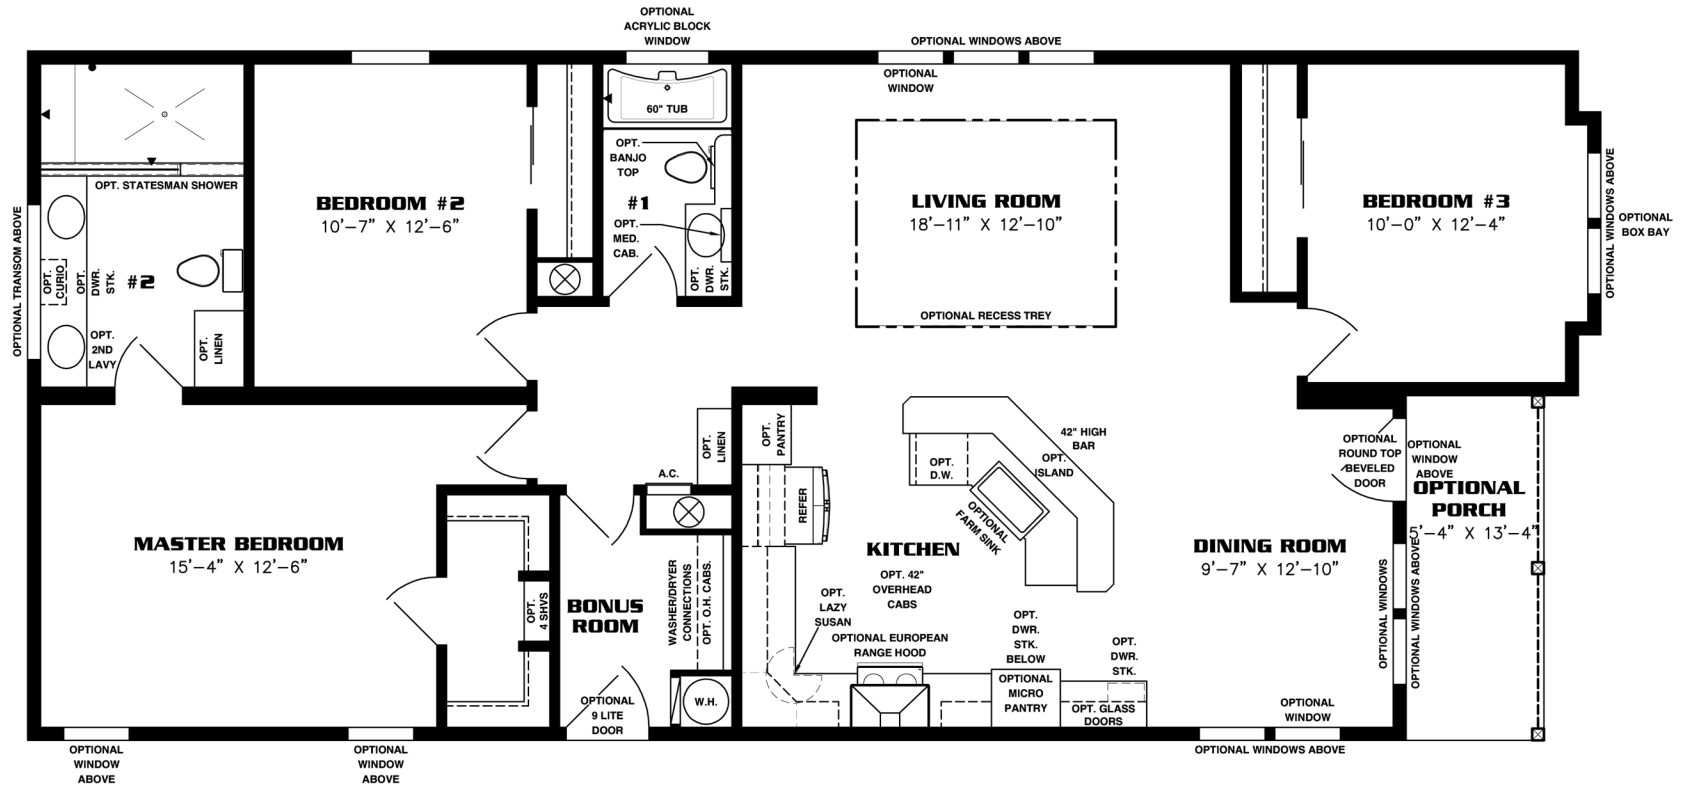 OPTIONAL
ACRYLIC BLOCK
WINDOW
OPTIONAL WINDOWS ABOVE
OPTIONAL
WINDOW
60" TUB
OPT.
BANJO
TOP
#1
OPT.
MED.
CAB.
OPT.
DWR.
STK.
OPT. STATESMAN SHOWER
OPTIONAL TRANSOM ABOVE
OPT.
CURIO
OPT.
DWR.
STK.
#2
OPT.
2ND
LAVY
OPT.
LINEN
BEDROOM #2
10'-7" X 12'-6"
LIVING ROOM
18'-11" X 12'-10"
OPTIONAL RECESS TREY
BEDROOM #3
10'-0" X 12'-4"
OPTIONAL WINDOWS ABOVE
OPTIONAL
BOX BAY
MASTER BEDROOM
15'-4" X 12'-6"
OPT.
4 SHVS
BONUS
ROOM
A.C.
OPT.
LINEN
WASHER/DRYER
CONNECTIONS
OPT. O.H. CABS.
W.H.
OPTIONAL
9 LITE
DOOR
OPT.
PANTRY
REFER
KITCHEN
OPT. 42"
OVERHEAD
CABS
OPT.
LAZY
SUSAN
OPTIONAL EUROPEAN
RANGE HOOD
OPT.
D.W.
42" HIGH
BAR
OPT.
ISLAND
OPTIONAL
FARM SINK
OPT.
DWR.
STK.
BELOW
OPTIONAL
MICRO
PANTRY
OPT.
DWR.
STK.
OPT. GLASS
DOORS
DINING ROOM
9'-7" X 12'-10"
OPTIONAL
ROUND TOP
BEVELED
DOOR
OPTIONAL
WINDOW
ABOVE
OPTIONAL
PORCH
5'-4" X 13'-4"
OPTIONAL WINDOWS
OPTIONAL WINDOWS ABOVE
OPTIONAL
WINDOW
OPTIONAL WINDOWS ABOVE
OPTIONAL
WINDOW
ABOVE
OPTIONAL
WINDOW
ABOVE